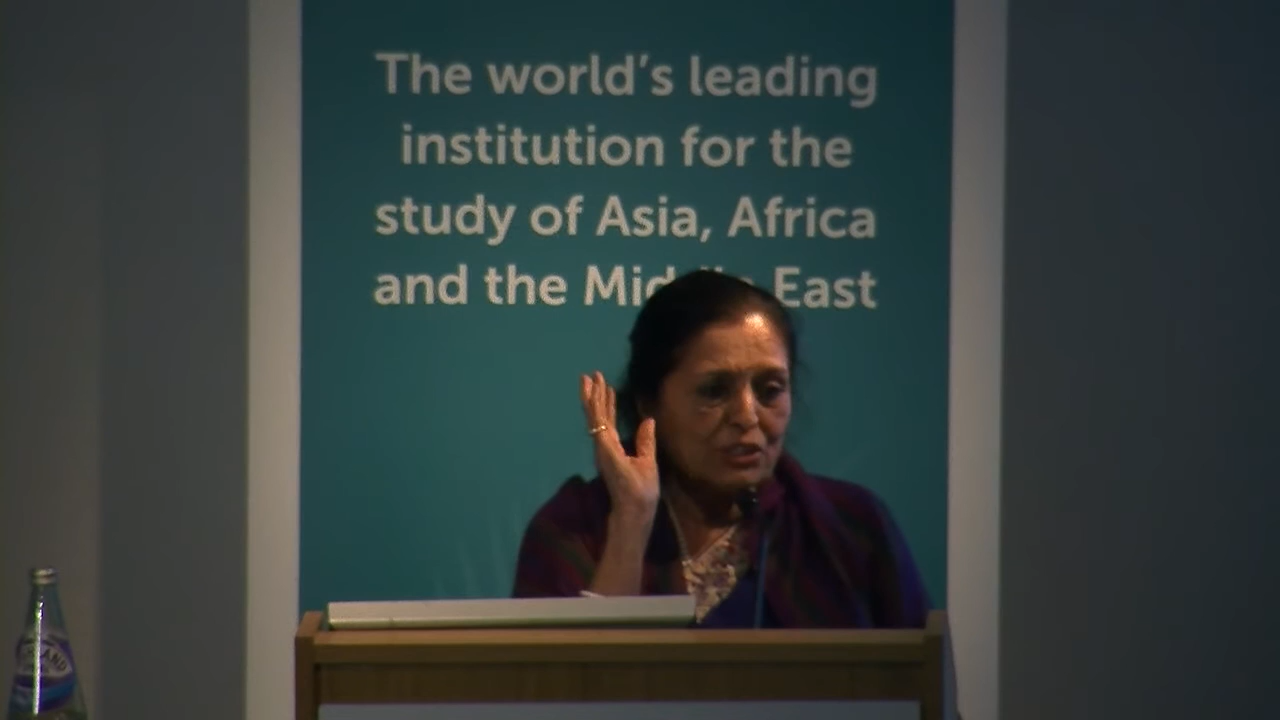 The world's leading
institution for the
study of Asia, Africa
and the East